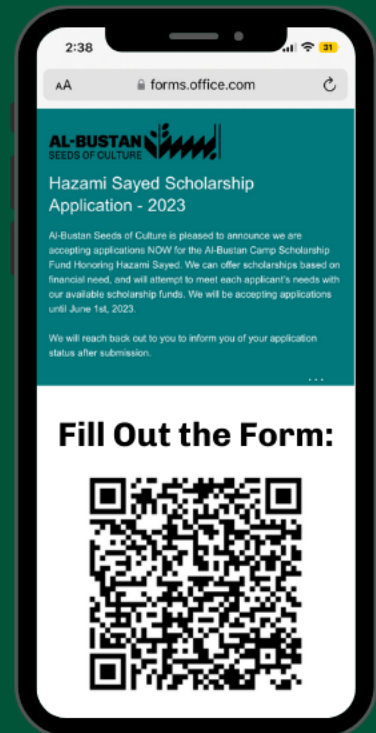 2:38
31
AA
forms.office.com
AL-BUSTAN
SEEDS OF CULTURE
Hazami Sayed Scholarship
Application - 2023
Al-Bustan Seeds of Culture is pleased to announce we are
accepting applications NOW for the Al-Bustan Camp Scholarship
Fund Honoring Hazami Sayed. We can offer scholarships based on
financial need, and will attempt to meet each applicant's needs with
our available scholarship funds. We will be accepting applications
until June 1st, 2023.
We will reach back out to you to inform you of your application
status after submission.
...
Fill Out the Form: